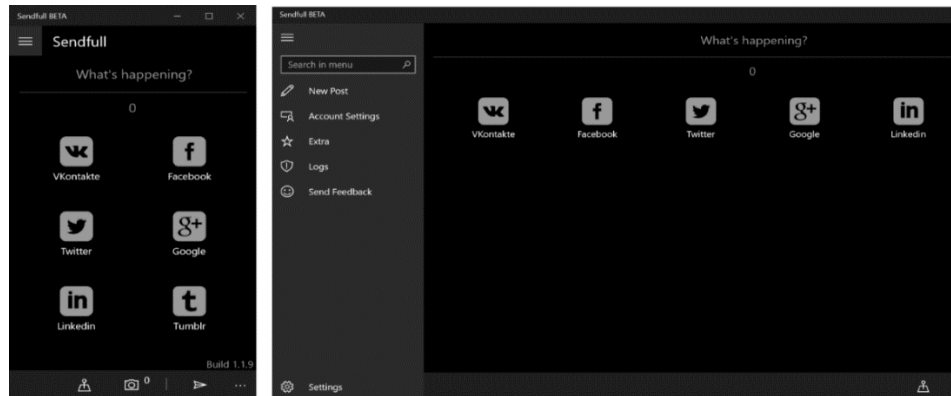 Sendfull BETA
Sendfull
What's happening?
0
VKontakte
Facebook
Twitter
Google
Linkedin
Tumblr
Build 1.1.9
0
Sendfull BETA
Search in menu
New Post
Account Settings
Extra
Logs
Send Feedback
Settings
What's happening?
0
VKontakte
Facebook
Twitter
Google
Linkedin